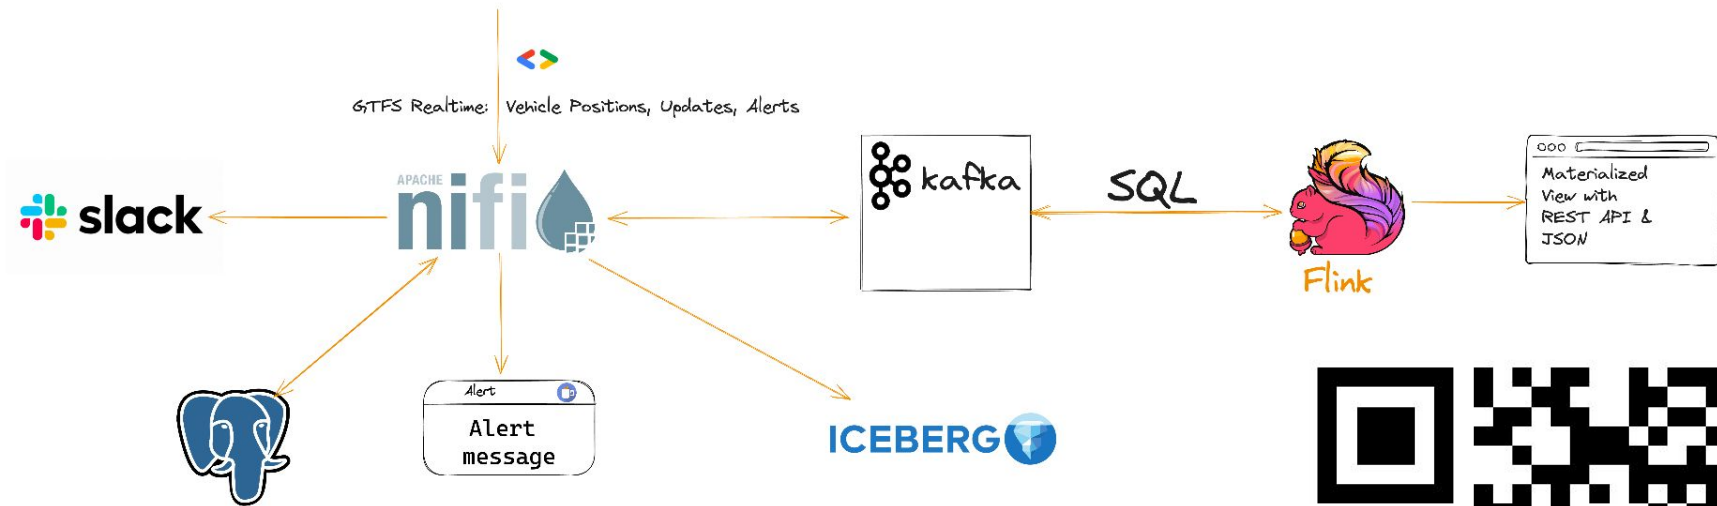 GTFS Realtime: Vehicle Positions, Updates, Alerts
slack
APACHE
nifi
kafka
SQL
Flink
Materialized
View with
REST API &
JSON
Alert
Alert
message
ICEBERG